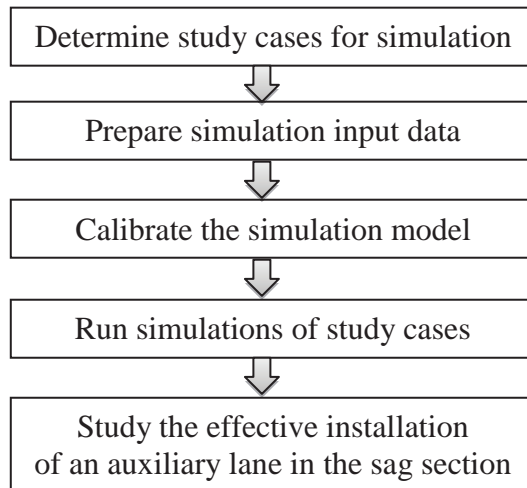 Determine study cases for simulation
Prepare simulation input data
Calibrate the simulation model
Run simulations of study cases
Study the effective installation
of an auxiliary lane in the sag section